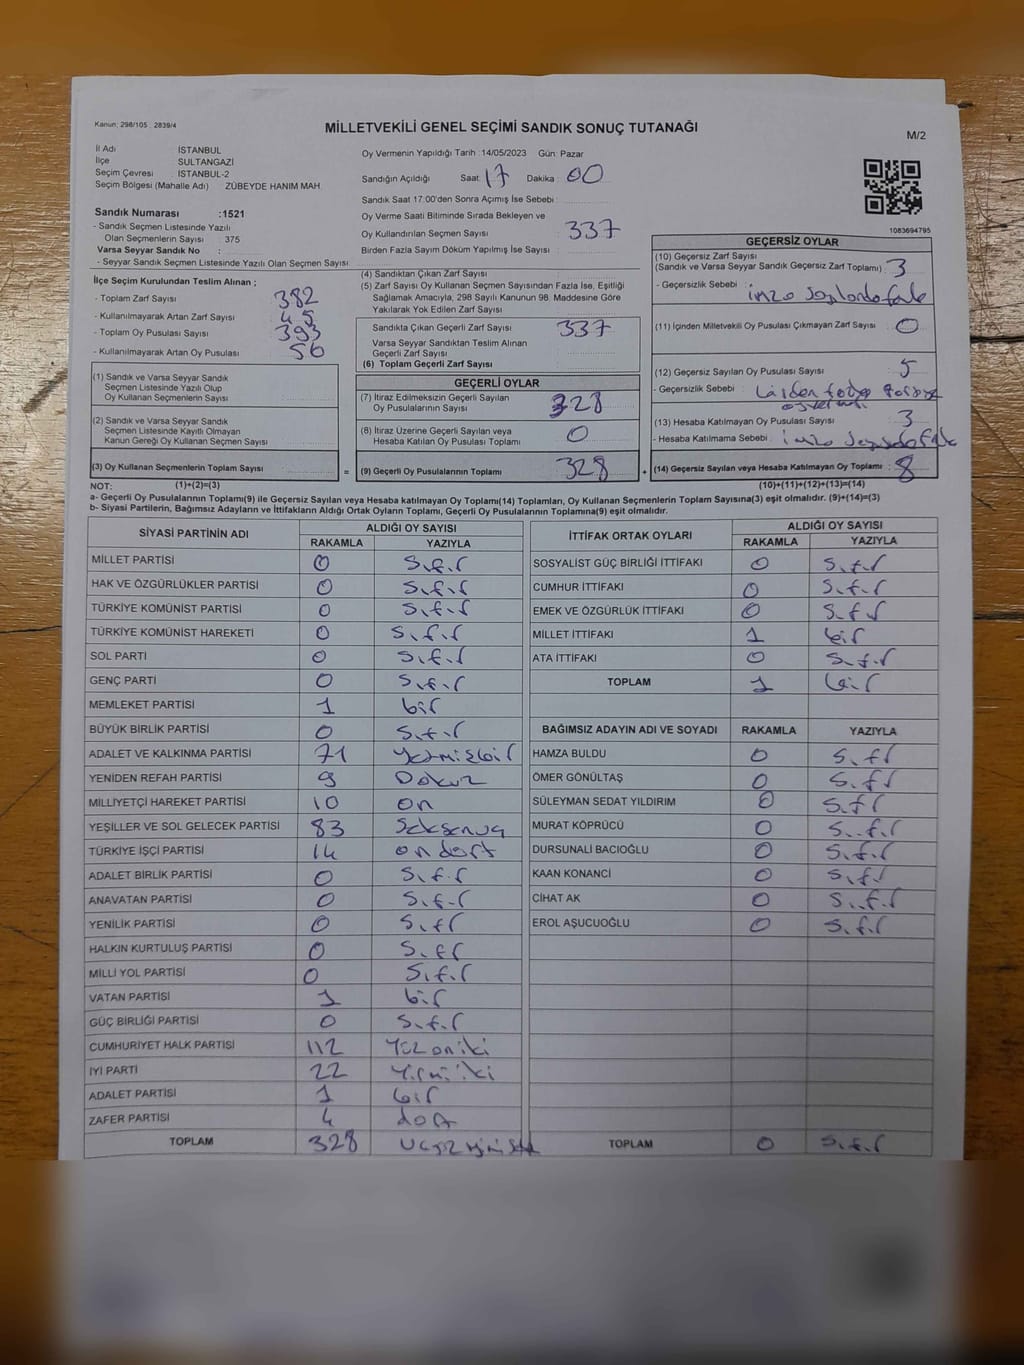 Kanun: 298/105 2839/4
MİLLETVEKİLİ GENEL SEÇİMİ SANDIK SONUÇ TUTANAĞI
M/2
İl Adı : İSTANBUL
İlçe : SULTANGAZİ
Seçim Çevresi : İSTANBUL-2
Seçim Bölgesi (Mahalle Adı) ZÜBEYDE HANIM MAH.
Sandık Numarası :1521
- Sandık Seçmen Listesinde Yazılı
Olan Seçmenlerin Sayısı : 375
Varsa Seyyar Sandık No :
- Seyyar Sandık Seçmen Listesinde Yazılı Olan Seçmen Sayısı:
Oy Vermenin Yapıldığı Tarih :14/05/2023 Gün: Pazar
Sandığın Açıldığı Saat: 17 Dakika: 00
Sandık Saat 17:00'den Sonra Açımış İse Sebebi :
Oy Verme Saati Bitiminde Sırada Bekleyen ve
Oy Kullandırılan Seçmen Sayısı : 337
Birden Fazla Sayım Döküm Yapılmış İse Sayısı :
1083694795
İlçe Seçim Kurulundan Teslim Alınan ;
- Toplam Zarf Sayısı : 382
- Kullanılmayarak Artan Zarf Sayısı : 45
- Toplam Oy Pusulası Sayısı : 393
- Kullanılmayarak Artan Oy Pusulası : 56
(1) Sandık ve Varsa Seyyar Sandık
Seçmen Listesinde Yazılı Olup
Oy Kullanan Seçmenlerin Sayısı :
(2) Sandık ve Varsa Seyyar Sandık
Seçmen Listesinde Kayıtlı Olmayan
Kanun Gereği Oy Kullanan Seçmen Sayısı :
(3) Oy Kullanan Seçmenlerin Toplam Sayısı :
(1)+(2)=(3)
(4) Sandıktan Çıkan Zarf Sayısı :
(5) Zarf Sayısı Oy Kullanan Seçmen Sayısından Fazla İse, Eşitliği
Sağlamak Amacıyla, 298 Sayılı Kanunun 98. Maddesine Göre
Yakılarak Yok Edilen Zarf Sayısı :
Sandıkta Çıkan Geçerli Zarf Sayısı : 337
Varsa Seyyar Sandıktan Teslim Alınan
Geçerli Zarf Sayısı :
(6) Toplam Geçerli Zarf Sayısı :
GEÇERLİ OYLAR
(7) İtiraz Edilmeksizin Geçerli Sayılan
Oy Pusulalarının Sayısı : 328
(8) İtiraz Üzerine Geçerli Sayılan veya
Hesaba Katılan Oy Pusulası Toplamı : 0
= (9) Geçerli Oy Pusulalarının Toplamı : 328 +
GEÇERSİZ OYLAR
(10) Geçersiz Zarf Sayısı
(Sandık ve Varsa Seyyar Sandık Geçersiz Zarf Toplamı) : 3
- Geçersizlik Sebebi :
(11) İçinden Milletvekili Oy Pusulası Çıkmayan Zarf Sayısı : 0
(12) Geçersiz Sayılan Oy Pusulası Sayısı : 5
- Geçersizlik Sebebi :
(13) Hesaba Katılmayan Oy Pusulası Sayısı : 3
- Hesaba Katılmama Sebebi :
(14) Geçersiz Sayılan veya Hesaba Katılmayan Oy Toplamı : 8
(10)+(11)+(12)+(13)=(14)
NOT:
a- Geçerli Oy Pusulalarının Toplamı(9) ile Geçersiz Sayılan veya Hesaba katılmayan Oy Toplamı(14) Toplamları, Oy Kullanan Seçmenlerin Toplam Sayısına(3) eşit olmalıdır. (9)+(14)=(3)
b- Siyasi Partilerin, Bağımsız Adayların ve İttifakların Aldığı Ortak Oyların Toplamı, Geçerli Oy Pusulalarının Toplamına(9) eşit olmalıdır.
SİYASİ PARTİNİN ADI ALDIĞI OY SAYISI
RAKAMLA YAZIYLA
MİLLET PARTİSİ 0 Sıfır
HAK VE ÖZGÜRLÜKLER PARTİSİ 0 Sıfır
TÜRKİYE KOMÜNİST PARTİSİ 0 Sıfır
TÜRKİYE KOMÜNİST HAREKETİ 0 Sıfır
SOL PARTİ 0 Sıfır
GENÇ PARTİ 0 Sıfır
MEMLEKET PARTİSİ 1 bir
BÜYÜK BİRLİK PARTİSİ 0 Sıfır
ADALET VE KALKINMA PARTİSİ 71 yetmişbir
YENİDEN REFAH PARTİSİ 9 Dokuz
MİLLİYETÇİ HAREKET PARTİSİ 10 on
YEŞİLLER VE SOL GELECEK PARTİSİ 83 Seksenüç
TÜRKİYE İŞÇİ PARTİSİ 14 on dört
ADALET BİRLİK PARTİSİ 0 Sıfır
ANAVATAN PARTİSİ 0 Sıfır
YENİLİK PARTİSİ 0 Sıfır
HALKIN KURTULUŞ PARTİSİ 0 Sıfır
MİLLİ YOL PARTİSİ 0 Sıfır
VATAN PARTİSİ 1 bir
GÜÇ BİRLİĞİ PARTİSİ 0 Sıfır
CUMHURİYET HALK PARTİSİ 112 Yüz oniki
İYİ PARTİ 22 Yirmi iki
ADALET PARTİSİ 1 bir
ZAFER PARTİSİ 4 dört
TOPLAM 328
İTTİFAK ORTAK OYLARI ALDIĞI OY SAYISI
RAKAMLA YAZIYLA
SOSYALİST GÜÇ BİRLİĞİ İTTİFAKI 0 Sıfır
CUMHUR İTTİFAKI 0 Sıfır
EMEK VE ÖZGÜRLÜK İTTİFAKI 0 Sıfır
MİLLET İTTİFAKI 1 bir
ATA İTTİFAKI 0 Sıfır
TOPLAM 1 bir
BAĞIMSIZ ADAYIN ADI VE SOYADI RAKAMLA YAZIYLA
HAMZA BULDU 0 Sıfır
ÖMER GÖNÜLTAŞ 0 Sıfır
SÜLEYMAN SEDAT YILDIRIM 0 Sıfır
MURAT KÖPRÜCÜ 0 Sıfır
DURSUNALİ BACIOĞLU 0 Sıfır
KAAN KONANCİ 0 Sıfır
CİHAT AK 0 Sıfır
EROL AŞUCUOĞLU 0 Sıfır
TOPLAM 0 Sıfır